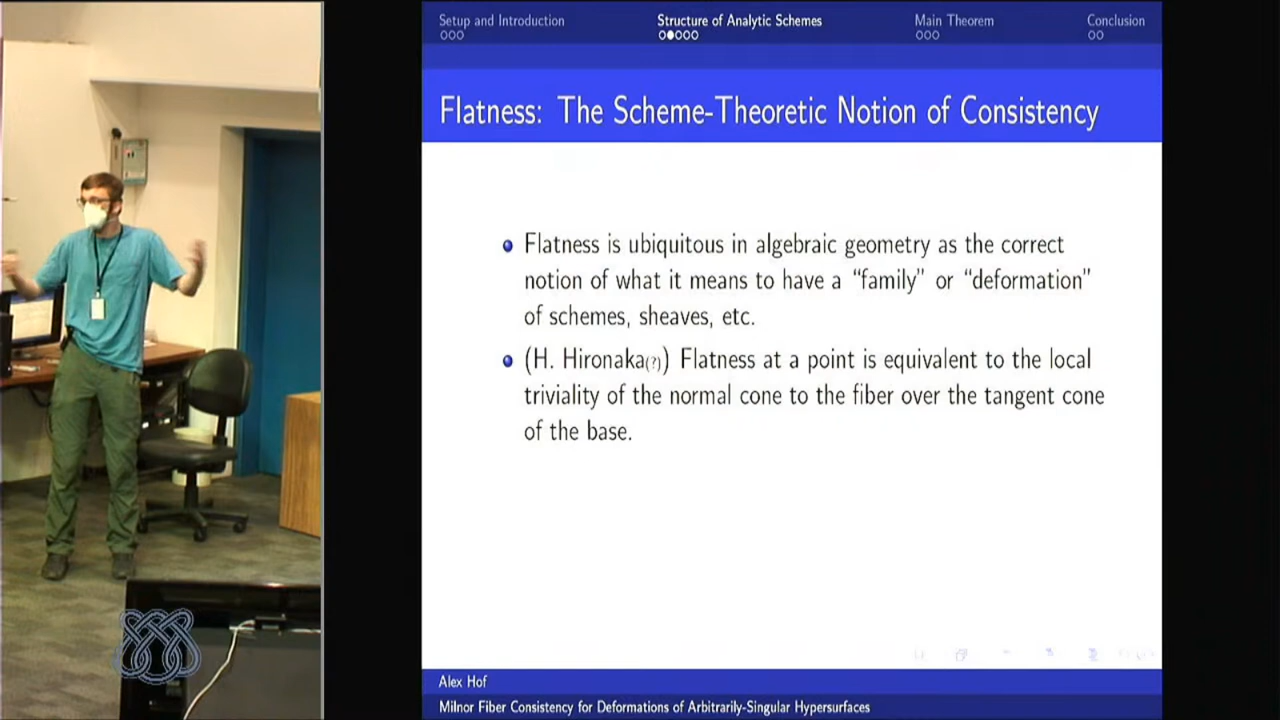 Setup and Introduction
Structure of Analytic Schemes
Main Theorem
Conclusion
Flatness: The Scheme-Theoretic Notion of Consistency
Flatness is ubiquitous in algebraic geometry as the correct
notion of what it means to have a “family” or “deformation”
of schemes, sheaves, etc.
(H. Hironaka(?)) Flatness at a point is equivalent to the local
triviality of the normal cone to the fiber over the tangent cone
of the base.
Alex Hof
Milnor Fiber Consistency for Deformations of Arbitrarily-Singular Hypersurfaces